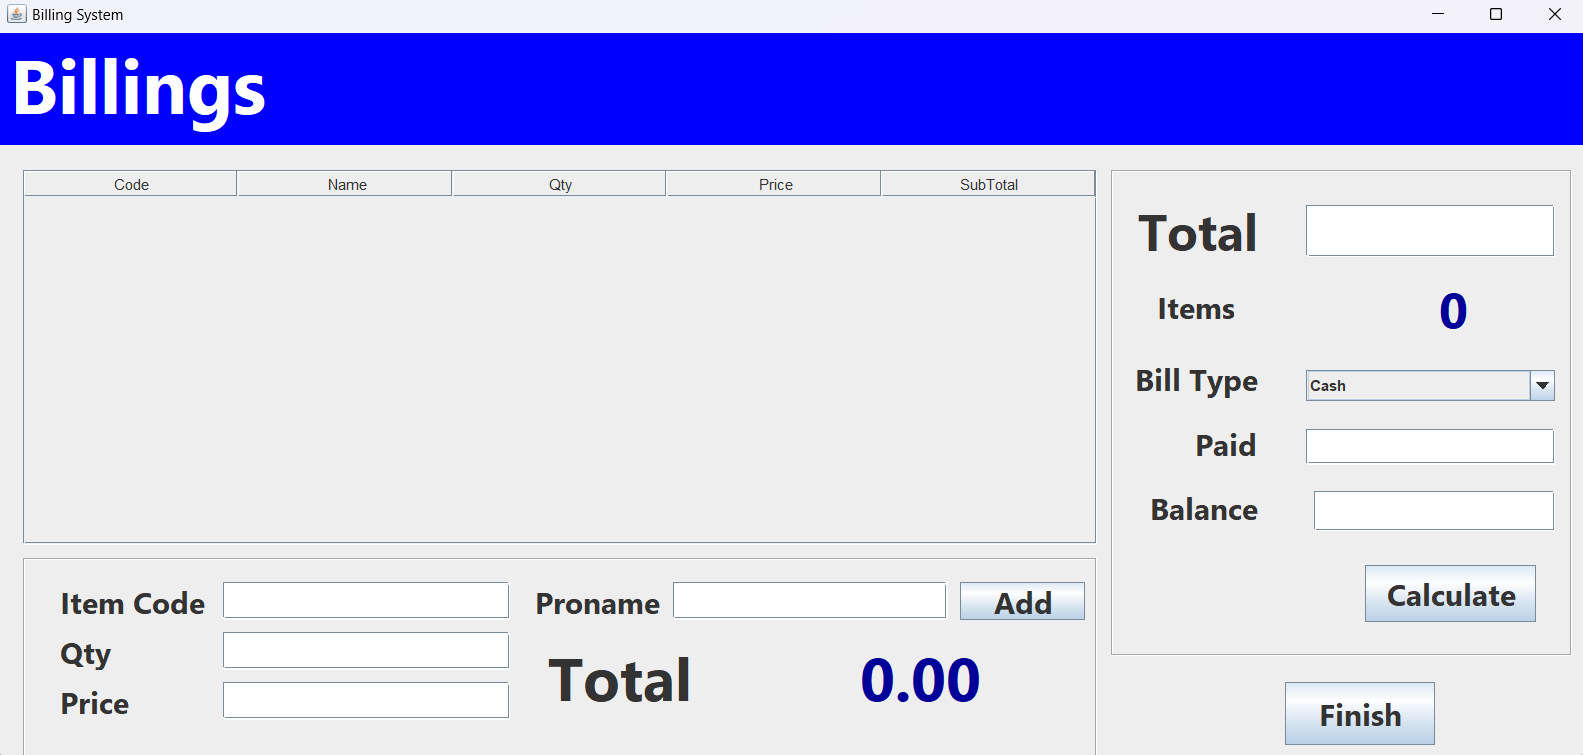 Billing System
Billings
Code Name Qty Price SubTotal
Total
Items 0
Bill Type Cash
Paid
Balance
Calculate
Item Code Proname Add
Qty
Total 0.00
Price
Finish